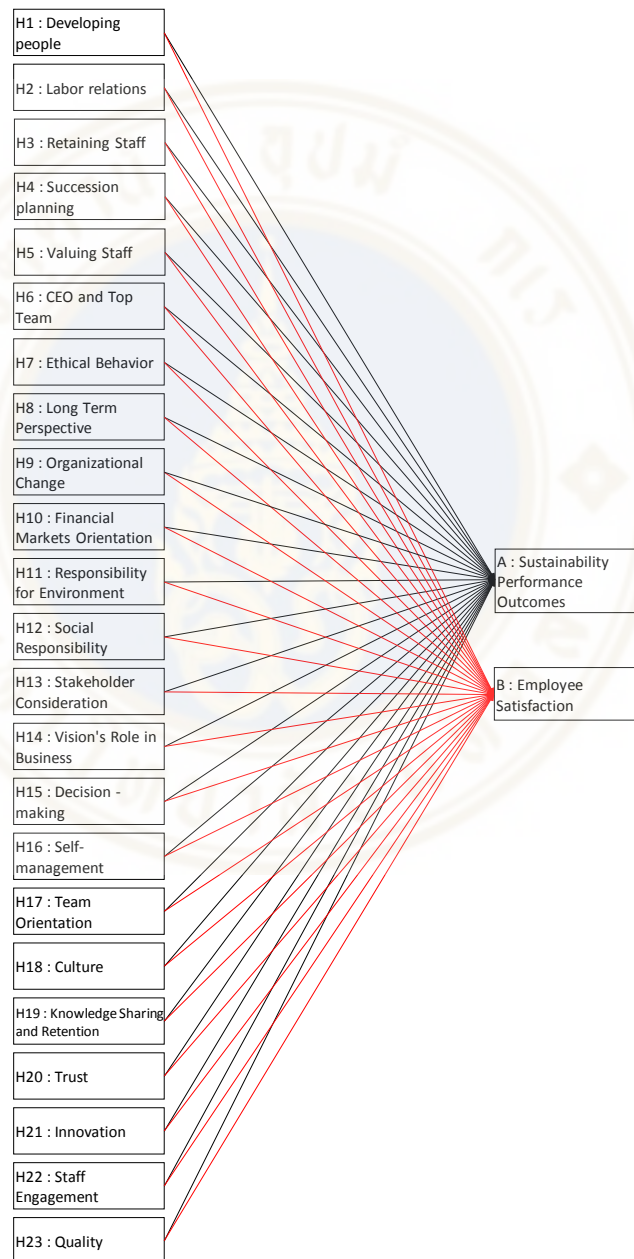 H1 : Developing
people
H2 : Labor relations
H3 : Retaining Staff
H4 : Succession
planning
H5 : Valuing Staff
H6 : CEO and Top
Team
H7 : Ethical Behavior
H8 : Long Term
Perspective
H9 : Organizational
Change
H10 : Financial
Markets Orientation
H11 : Responsibility
for Environment
H12 : Social
Responsibility
H13 : Stakeholder
Consideration
H14 : Vision's Role in
Business
H15 : Decision -
making
H16 : Self-
management
H17 : Team
Orientation
H18 : Culture
H19 : Knowledge Sharing
and Retention
H20 : Trust
H21 : Innovation
H22 : Staff
Engagement
H23 : Quality
A : Sustainability
Performance
Outcomes
B : Employee
Satisfaction